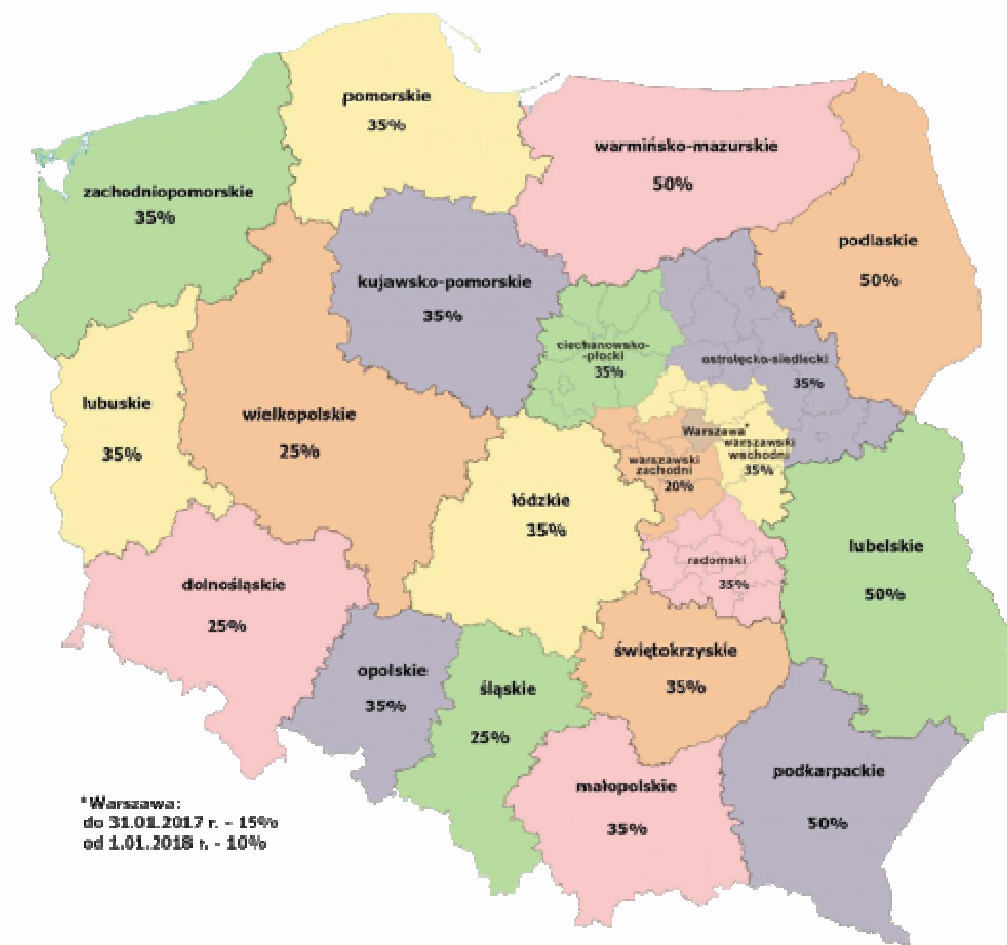 pomorskie
35%
warmińsko-mazurskie
50%
zachodniopomorskie
35%
podlaskie
50%
kujawsko-pomorskie
35%
ciechanowsko-
-płocki
35%
ostrołęcko-siedlecki
35%
lubuskie
35%
wielkopolskie
25%
Warszawa*
warszawski
wschodni
35%
warszawski
zachodni
20%
łódzkie
35%
radomski
35%
lubelskie
50%
dolnośląskie
25%
opolskie
35%
śląskie
25%
świętokrzyskie
35%
małopolskie
35%
podkarpackie
50%
*Warszawa:
do 31.01.2017 r. - 15%
od 1.01.2018 r. - 10%